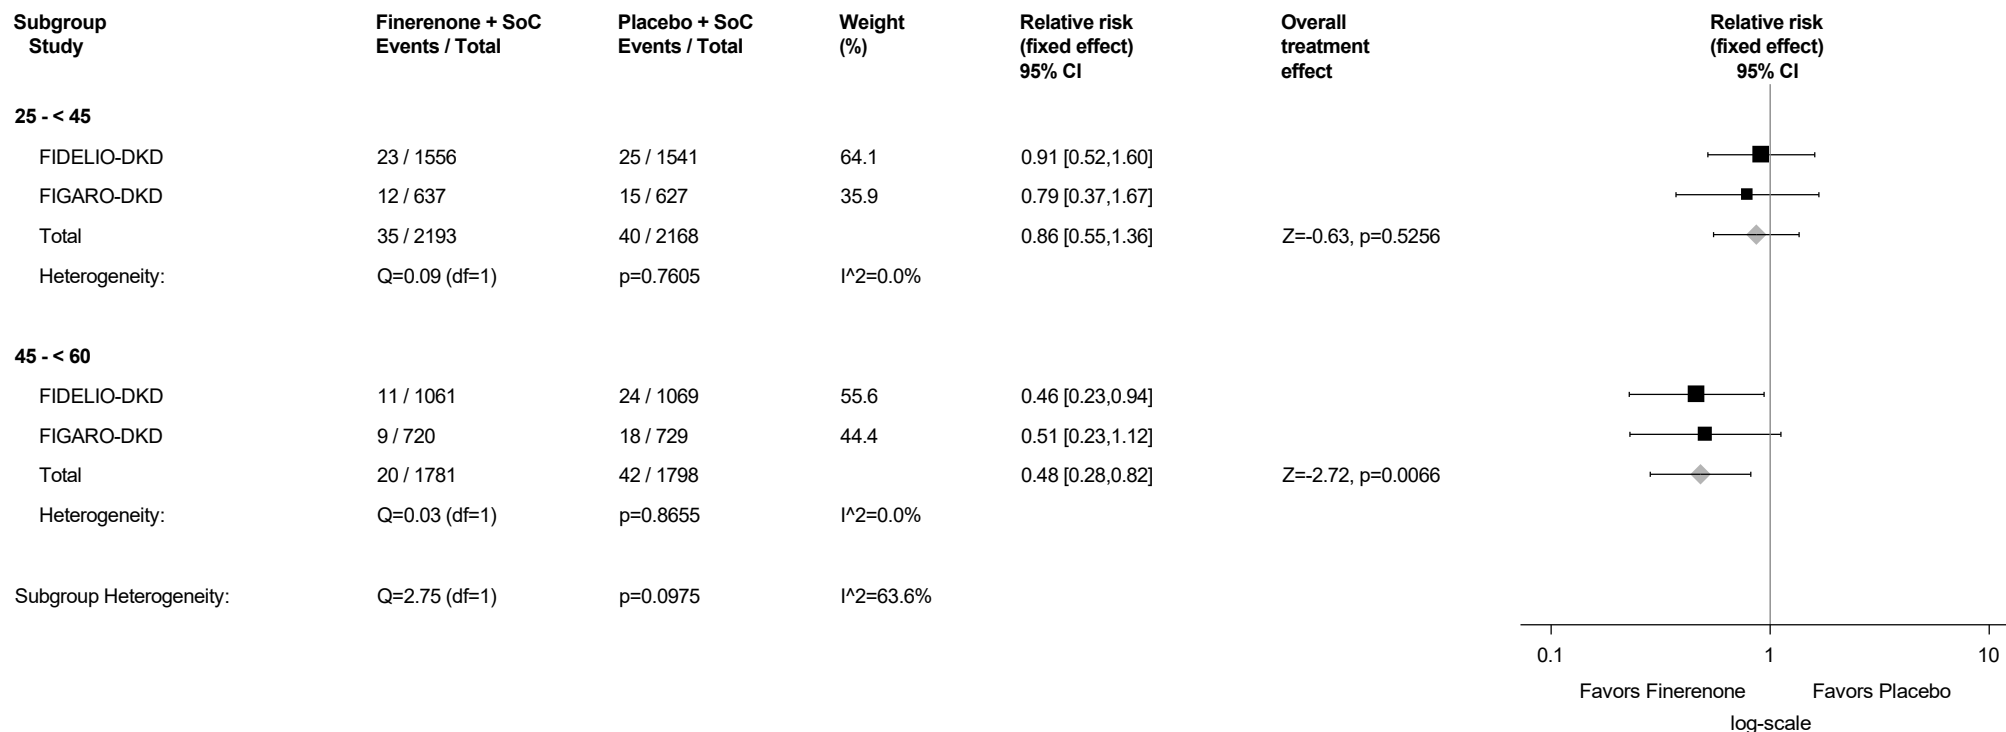 Subgroup Finerenone + SoC Placebo + SoC Weight Relative risk Overall Relative risk
Study Events / Total Events / Total (%) (fixed effect) treatment (fixed effect)
95% CI effect 95% CI
25 - < 45
FIDELIO-DKD 23 / 1556 25 / 1541 64.1 0.91 [0.52,1.60]
FIGARO-DKD 12 / 637 15 / 627 35.9 0.79 [0.37,1.67]
Total 35 / 2193 40 / 2168 0.86 [0.55,1.36] Z=-0.63, p=0.5256
Heterogeneity: Q=0.09 (df=1) p=0.7605 I^2=0.0%
45 - < 60
FIDELIO-DKD 11 / 1061 24 / 1069 55.6 0.46 [0.23,0.94]
FIGARO-DKD 9 / 720 18 / 729 44.4 0.51 [0.23,1.12]
Total 20 / 1781 42 / 1798 0.48 [0.28,0.82] Z=-2.72, p=0.0066
Heterogeneity: Q=0.03 (df=1) p=0.8655 I^2=0.0%
Subgroup Heterogeneity: Q=2.75 (df=1) p=0.0975 I^2=63.6%
0.1 1 10
Favors Finerenone Favors Placebo
log-scale